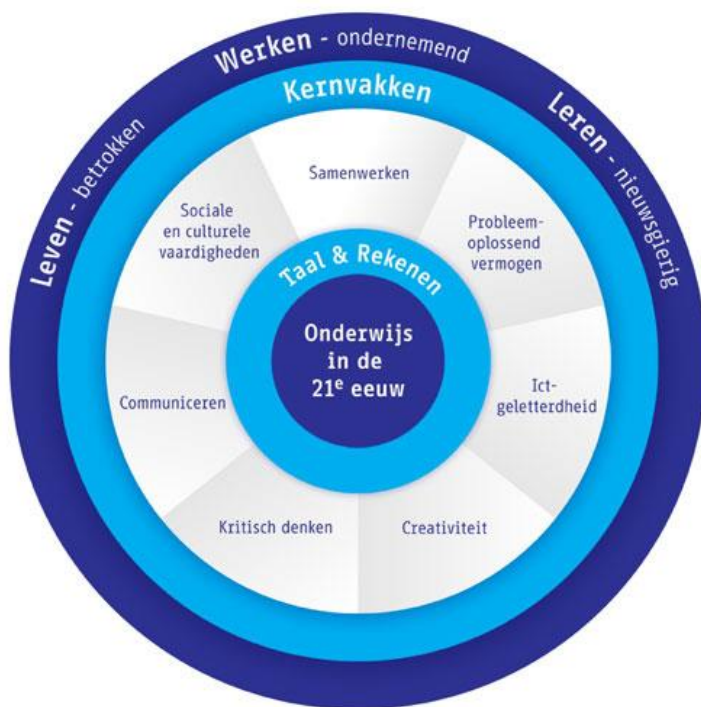 Werken - ondernemend
Leven - betrokken
Leren - nieuwsgierig
Kernvakken
Samenwerken
Sociale
en culturele
vaardigheden
Probleem-
oplossend
vermogen
Taal & Rekenen
Onderwijs
in de
21e eeuw
Communiceren
Ict-
geletterdheid
Kritisch denken
Creativiteit